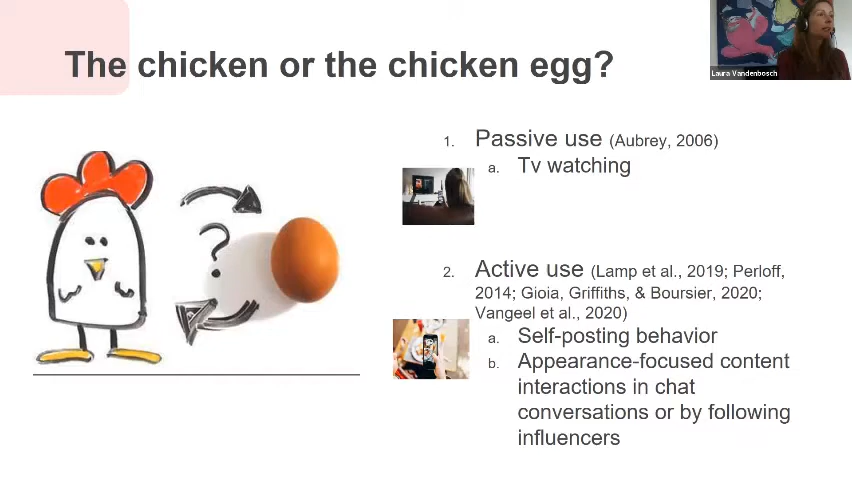 The chicken or the chicken egg?
Laura Vandenbosch
1. Passive use (Aubrey, 2006)
a. Tv watching
?
2. Active use (Lamp et al., 2019; Perloff,
2014; Gioia, Griffiths, & Boursier, 2020;
Vangeel et al., 2020)
a. Self-posting behavior
b. Appearance-focused content
interactions in chat
conversations or by following
influencers